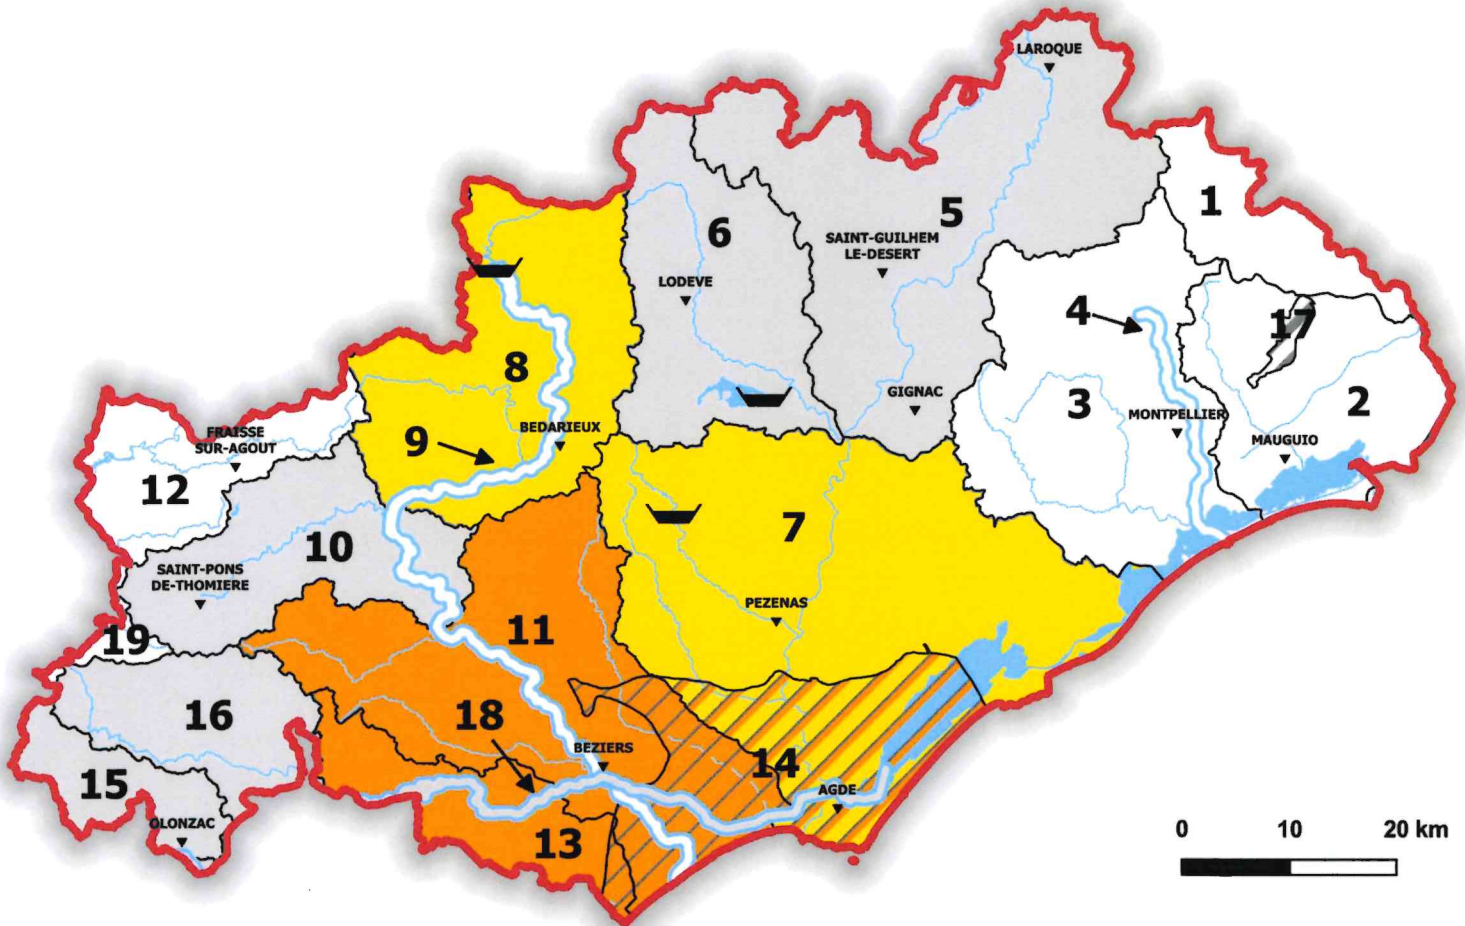 LAROQUE
1
5
6
SAINT-GUILHEM
LE-DESERT
LODEVE
4
17
8
GIGNAC
3
2
MONTPELLIER
BEDARIEUX
9
FRAISSE
SUR-AGOUT
MAUGUIO
12
7
10
SAINT-PONS
DE-THOMIERE
PEZENAS
11
19
16
18
BEZIERS
14
15
AGDE
OLONZAC
13
0 10 20 km